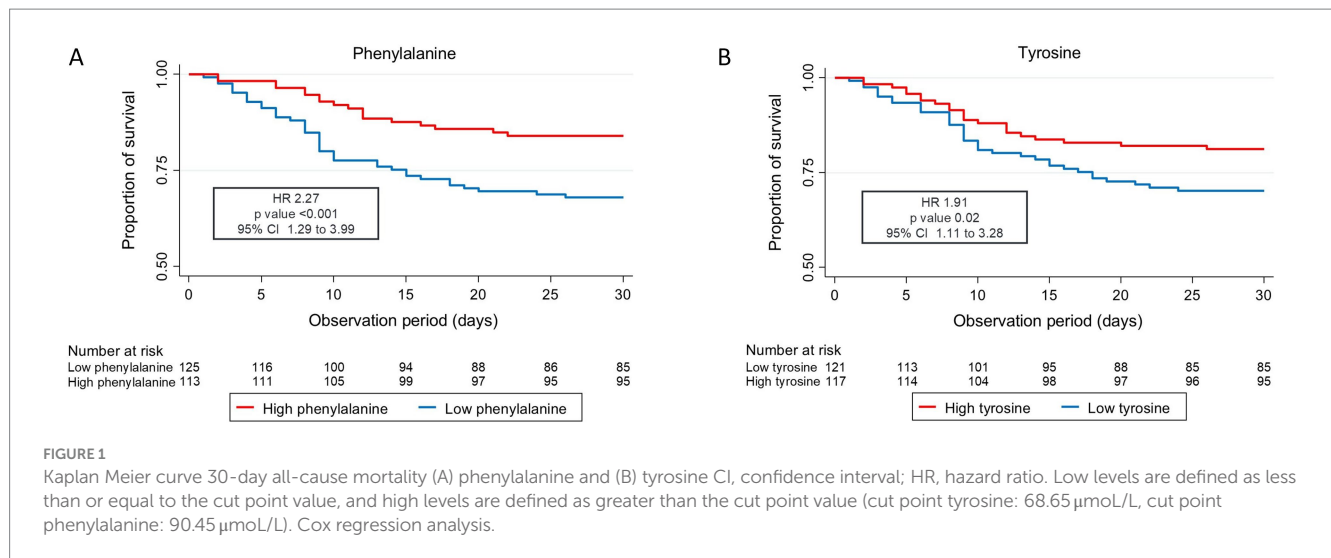 A
Phenylalanine
Proportion of survival
1.00
0.75
0.50
HR 2.27
p value <0.001
95% CI 1.29 to 3.99
0 5 10 15 20 25 30
Observation period (days)
Number at risk
Low phenylalanine 125 116 100 94 88 86 85
High phenylalanine 113 111 105 99 97 95 95
High phenylalanine Low phenylalanine
B
Tyrosine
Proportion of survival
1.00
0.75
0.50
HR 1.91
p value 0.02
95% CI 1.11 to 3.28
0 5 10 15 20 25 30
Observation period (days)
Number at risk
Low tyrosine 121 113 101 95 88 85 85
High tyrosine 117 114 104 98 97 96 95
High tyrosine Low tyrosine
FIGURE 1
Kaplan Meier curve 30-day all-cause mortality (A) phenylalanine and (B) tyrosine CI, confidence interval; HR, hazard ratio. Low levels are defined as less
than or equal to the cut point value, and high levels are defined as greater than the cut point value (cut point tyrosine: 68.65 μmoL/L, cut point
phenylalanine: 90.45 μmoL/L). Cox regression analysis.